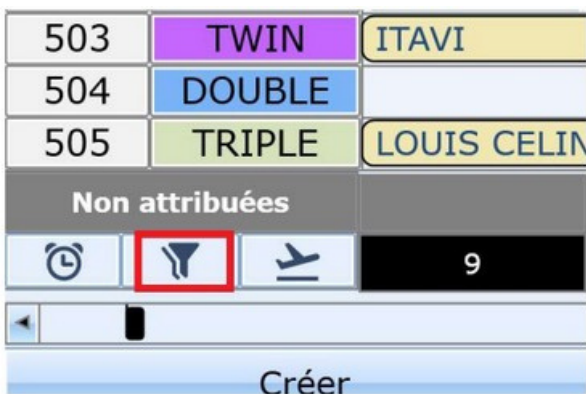 503 TWIN ITAVI
504 DOUBLE
505 TRIPLE LOUIS CELIN
Non attribuées
9
Créer